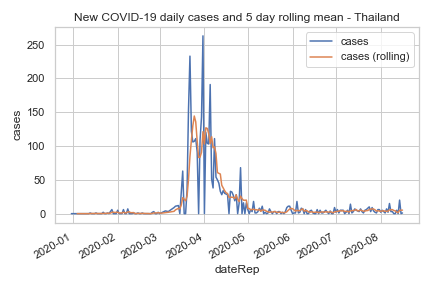 New COVID-19 daily cases and 5 day rolling mean - Thailand
cases
cases (rolling)
250
200
150
100
50
0
cases
2020-01
2020-02
2020-03
2020-04
2020-05
2020-06
2020-07
2020-08
dateRep